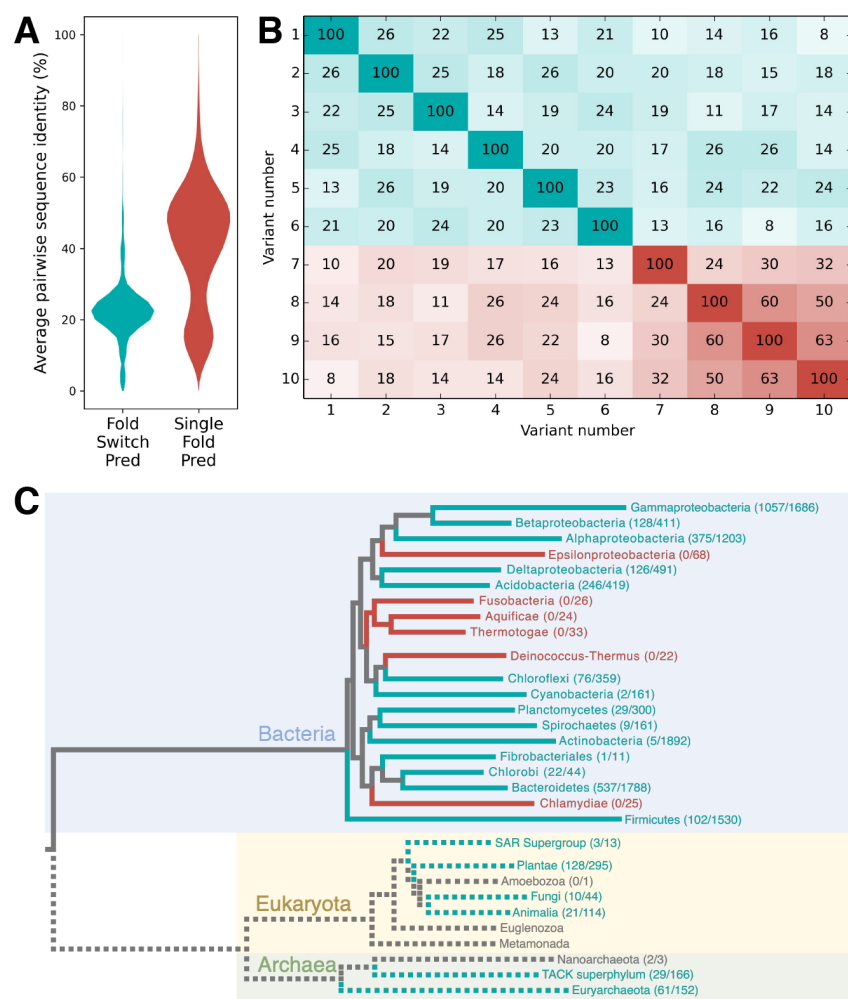 A
Average pairwise sequence identity (%)
100
80
60
40
20
0
Fold
Switch
Pred
Single
Fold
Pred
B
Variant number
1 100 26 22 25 13 21 10 14 16 8
2 26 100 25 18 26 20 20 18 15 18
3 22 25 100 14 19 24 19 11 17 14
4 25 18 14 100 20 20 17 26 26 14
5 13 26 19 20 100 23 16 24 22 24
6 21 20 24 20 23 100 13 16 8 16
7 10 20 19 17 16 13 100 24 30 32
8 14 18 11 26 24 16 24 100 60 50
9 16 15 17 26 22 8 30 60 100 63
10 8 18 14 14 24 16 32 50 63 100
1 2 3 4 5 6 7 8 9 10
Variant number
C
Bacteria
Gammaproteobacteria (1057/1686)
Betaproteobacteria (128/411)
Alphaproteobacteria (375/1203)
Epsilonproteobacteria (0/68)
Deltaproteobacteria (126/491)
Acidobacteria (246/419)
Fusobacteria (0/26)
Aquificae (0/24)
Thermotogae (0/33)
Deinococcus-Thermus (0/22)
Chloroflexi (76/359)
Cyanobacteria (2/161)
Planctomycetes (29/300)
Spirochaetes (9/161)
Actinobacteria (5/1892)
Fibrobacteriales (1/11)
Chlorobi (22/44)
Bacteroidetes (537/1788)
Chlamydiae (0/25)
Firmicutes (102/1530)
Eukaryota
SAR Supergroup (3/13)
Plantae (128/295)
Amoebozoa (0/1)
Fungi (10/44)
Animalia (21/114)
Euglenozoa
Metamonada
Archaea
Nanoarchaeota (2/3)
TACK superphylum (29/166)
Euryarchaeota (61/152)